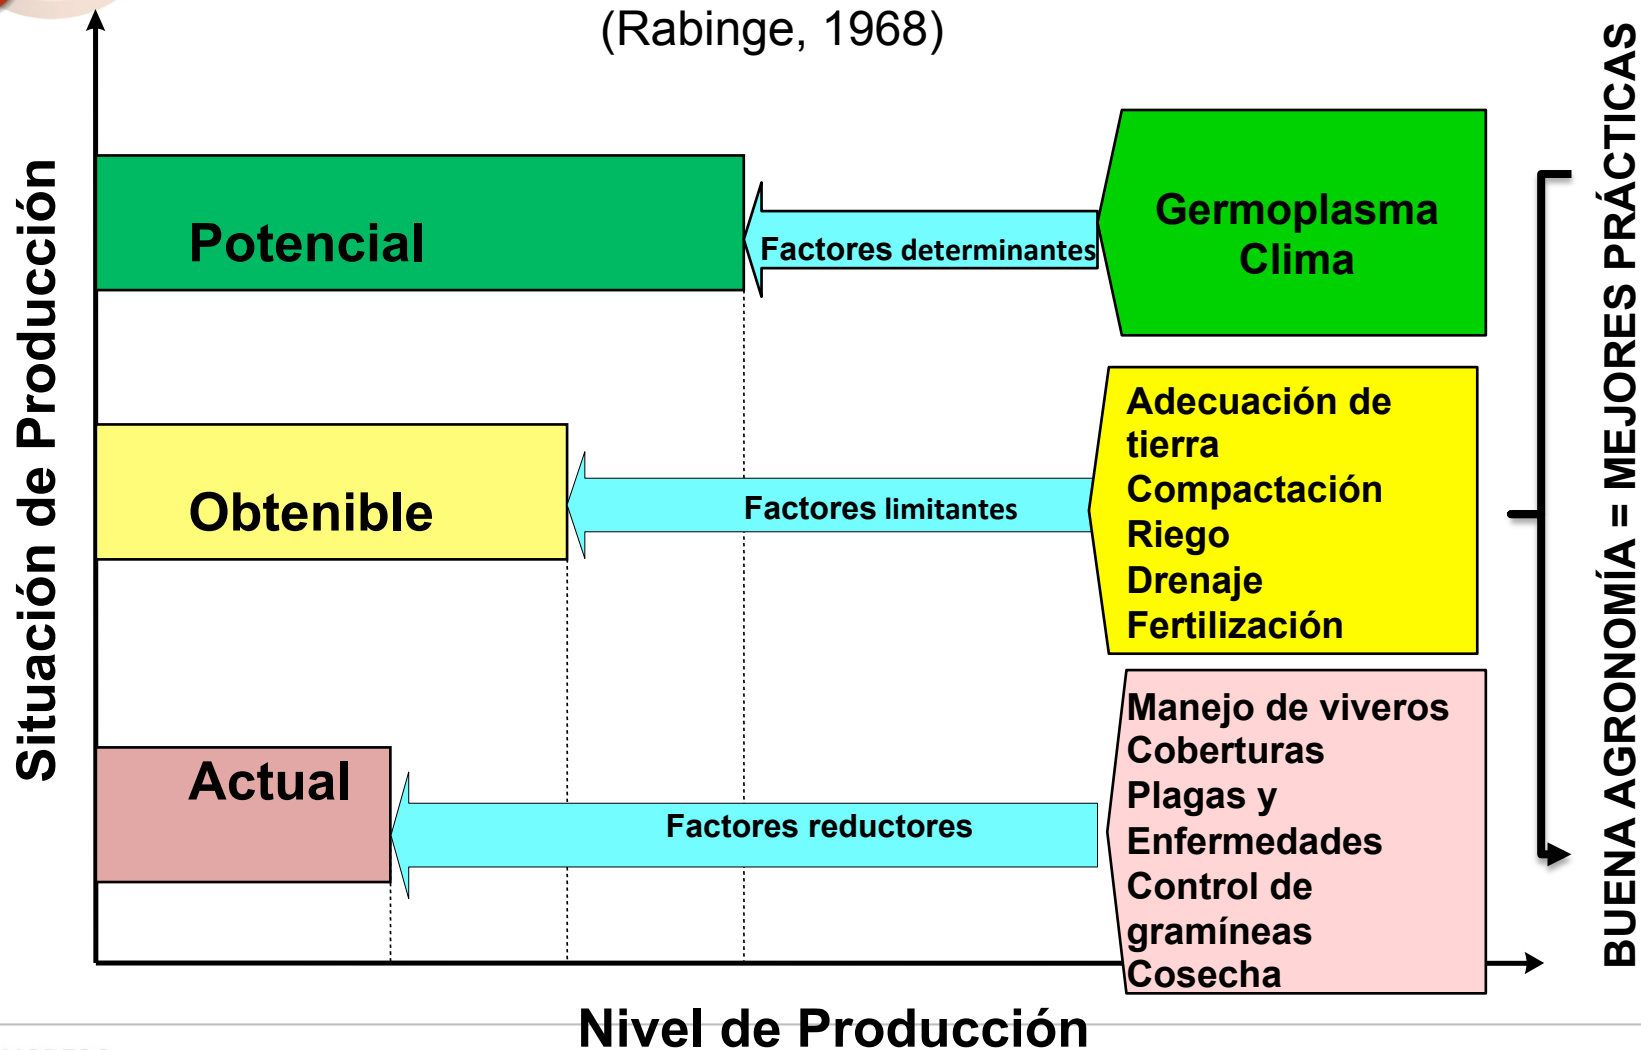 (Rabinge, 1968)
Situación de Producción
Potencial
Factores determinantes
Germoplasma
Clima
Obtenible
Factores limitantes
Adecuación de
tierra
Compactación
Riego
Drenaje
Fertilización
Actual
Factores reductores
Manejo de viveros
Coberturas
Plagas y
Enfermedades
Control de
gramíneas
Cosecha
Nivel de Producción
BUENA AGRONOMÍA = MEJORES PRÁCTICAS